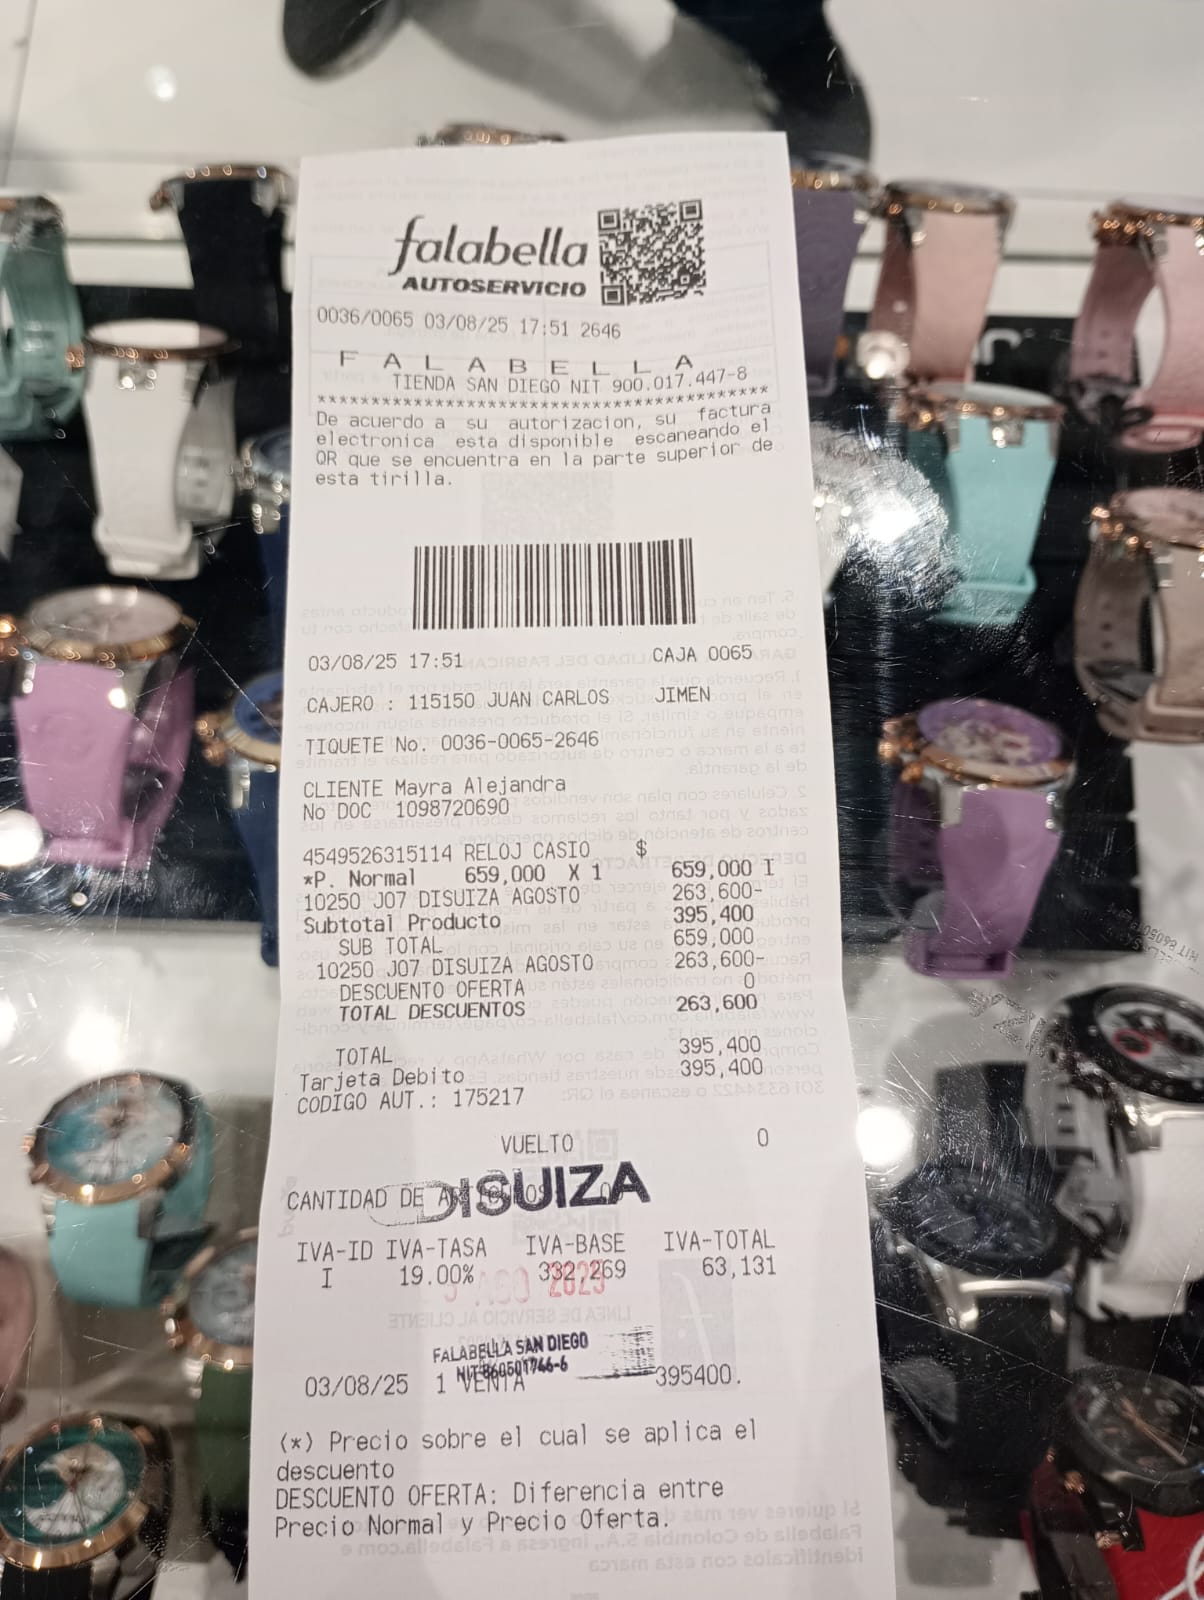 falabella
AUTOSERVICIO
0036/0065 03/08/25 17:51 2646
F A L A B E L L A
TIENDA SAN DIEGO NIT 900.017.447-8
******************************************
De acuerdo a su autorizacion, su factura
electronica esta disponible escaneando el
QR que se encuentra en la parte superior de
esta tirilla.
03/08/25 17:51 CAJA 0065
CAJERO : 115150 JUAN CARLOS JIMEN
TIQUETE No. 0036-0065-2646
CLIENTE Mayra Alejandra
No DOC 1098720690
4549526315114 RELOJ CASIO $
*P. Normal 659,000 X 1 659,000 I
10250 J07 DISUIZA AGOSTO 263,600-
Subtotal Producto 395,400
SUB TOTAL 659,000
10250 J07 DISUIZA AGOSTO 263,600-
DESCUENTO OFERTA 0
TOTAL DESCUENTOS 263,600
TOTAL 395,400
Tarjeta Debito 395,400
CODIGO AUT.: 175217
VUELTO 0
CANTIDAD DE
DISUIZA
IVA-ID IVA-TASA IVA-BASE IVA-TOTAL
I 19.00% 332,269 63,131
AGO 2025
FALABELLA SAN DIEGO
NIT 860501746-6
03/08/25 1 VENTA 395400.
(*) Precio sobre el cual se aplica el
descuento
DESCUENTO OFERTA: Diferencia entre
Precio Normal y Precio Oferta.